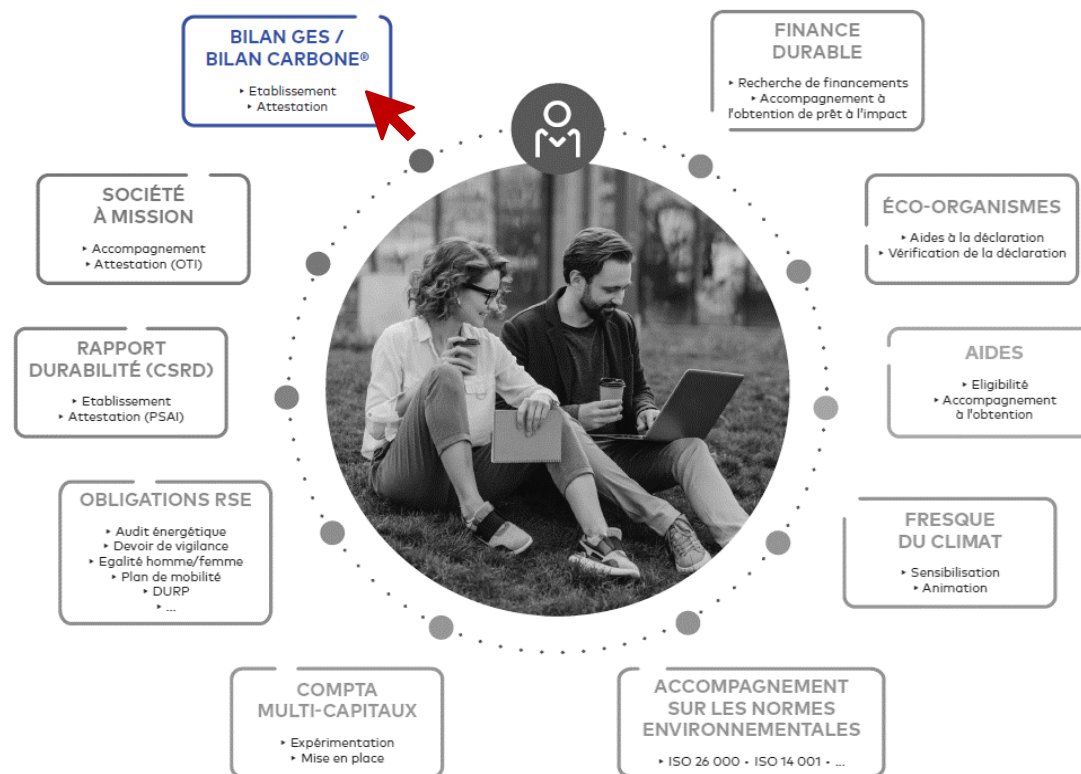 BILAN GES /
BILAN CARBONE®
‣ Etablissement
‣ Attestation
FINANCE
DURABLE
‣ Recherche de financements
‣ Accompagnement à
l'obtention de prêt à l'impact
SOCIÉTÉ
À MISSION
‣ Accompagnement
‣ Attestation (OTI)
ÉCO-ORGANISMES
‣ Aides à la déclaration
‣ Vérification de la déclaration
RAPPORT
DURABILITÉ (CSRD)
‣ Etablissement
‣ Attestation (PSAI)
AIDES
‣ Eligibilité
‣ Accompagnement
à l'obtention
OBLIGATIONS RSE
‣ Audit énergétique
‣ Devoir de vigilance
‣ Egalité homme/femme
‣ Plan de mobilité
‣ DURP
‣ ...
FRESQUE
DU CLIMAT
‣ Sensibilisation
‣ Animation
COMPTA
MULTI-CAPITAUX
‣ Expérimentation
‣ Mise en place
ACCOMPAGNEMENT
SUR LES NORMES
ENVIRONNEMENTALES
‣ ISO 26 000 • ISO 14 001 • ...